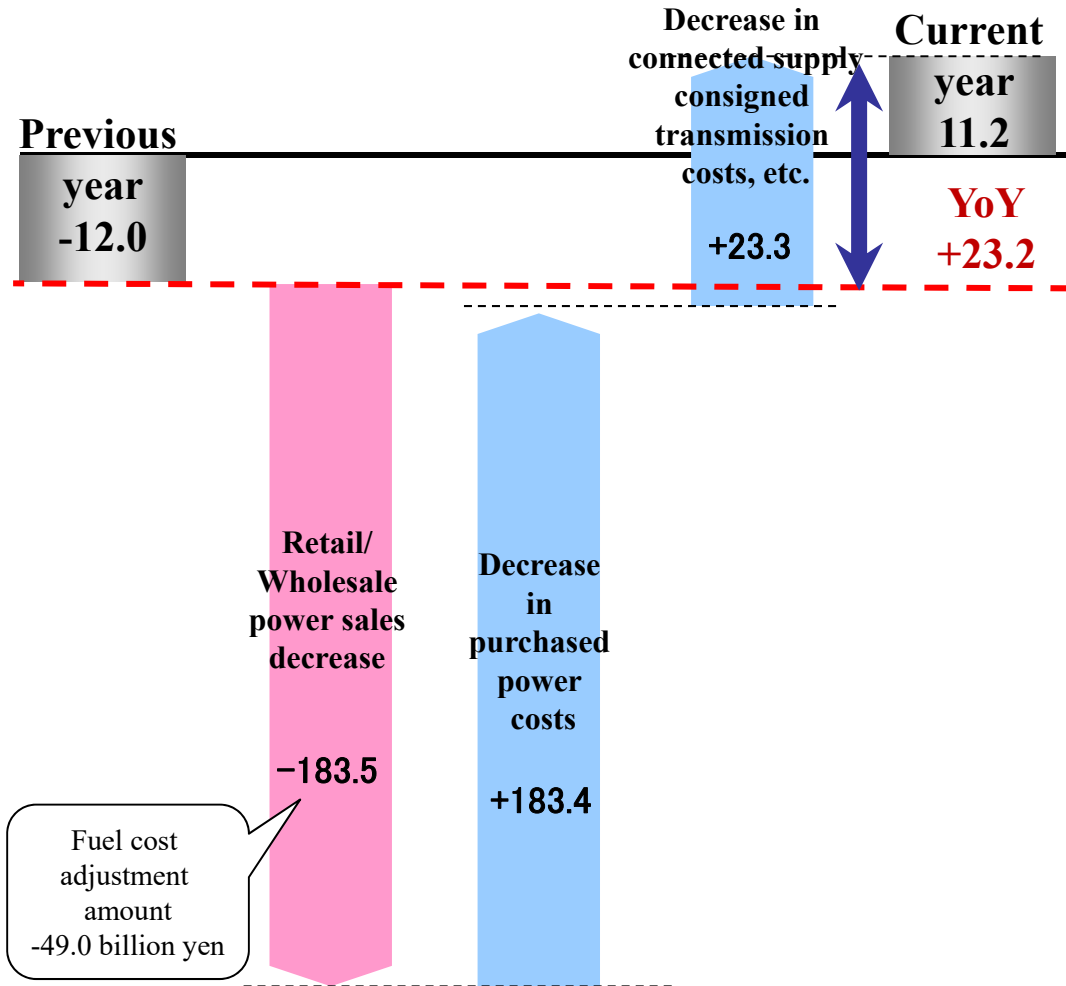 Previous
year
-12.0
Retail/
Wholesale
power sales
decrease
−183.5
Fuel cost
adjustment
amount
-49.0 billion yen
Decrease
in
purchased
power
costs
+183.4
Decrease in
connected supply
consigned
transmission
costs, etc.
+23.3
Current
year
11.2
YoY
+23.2